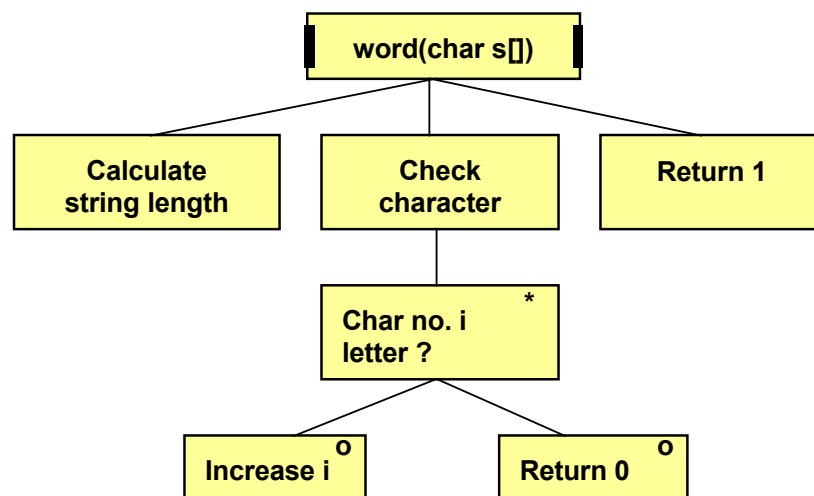 word(char s[])
Calculate
string length
Check
character
Return 1
*
Char no. i
letter ?
o
Increase i
o
Return 0